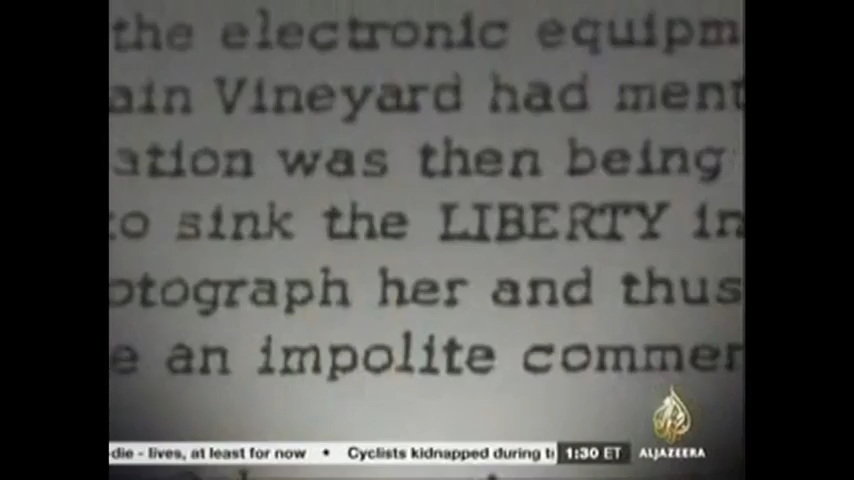 the electronic equipm
ain Vineyard had ment
ation was then being
to sink the LIBERTY in
otograph her and thus
e an impolite commer
-die - lives, at least for now • Cyclists kidnapped during t
1:30 ET
ALJAZEERA